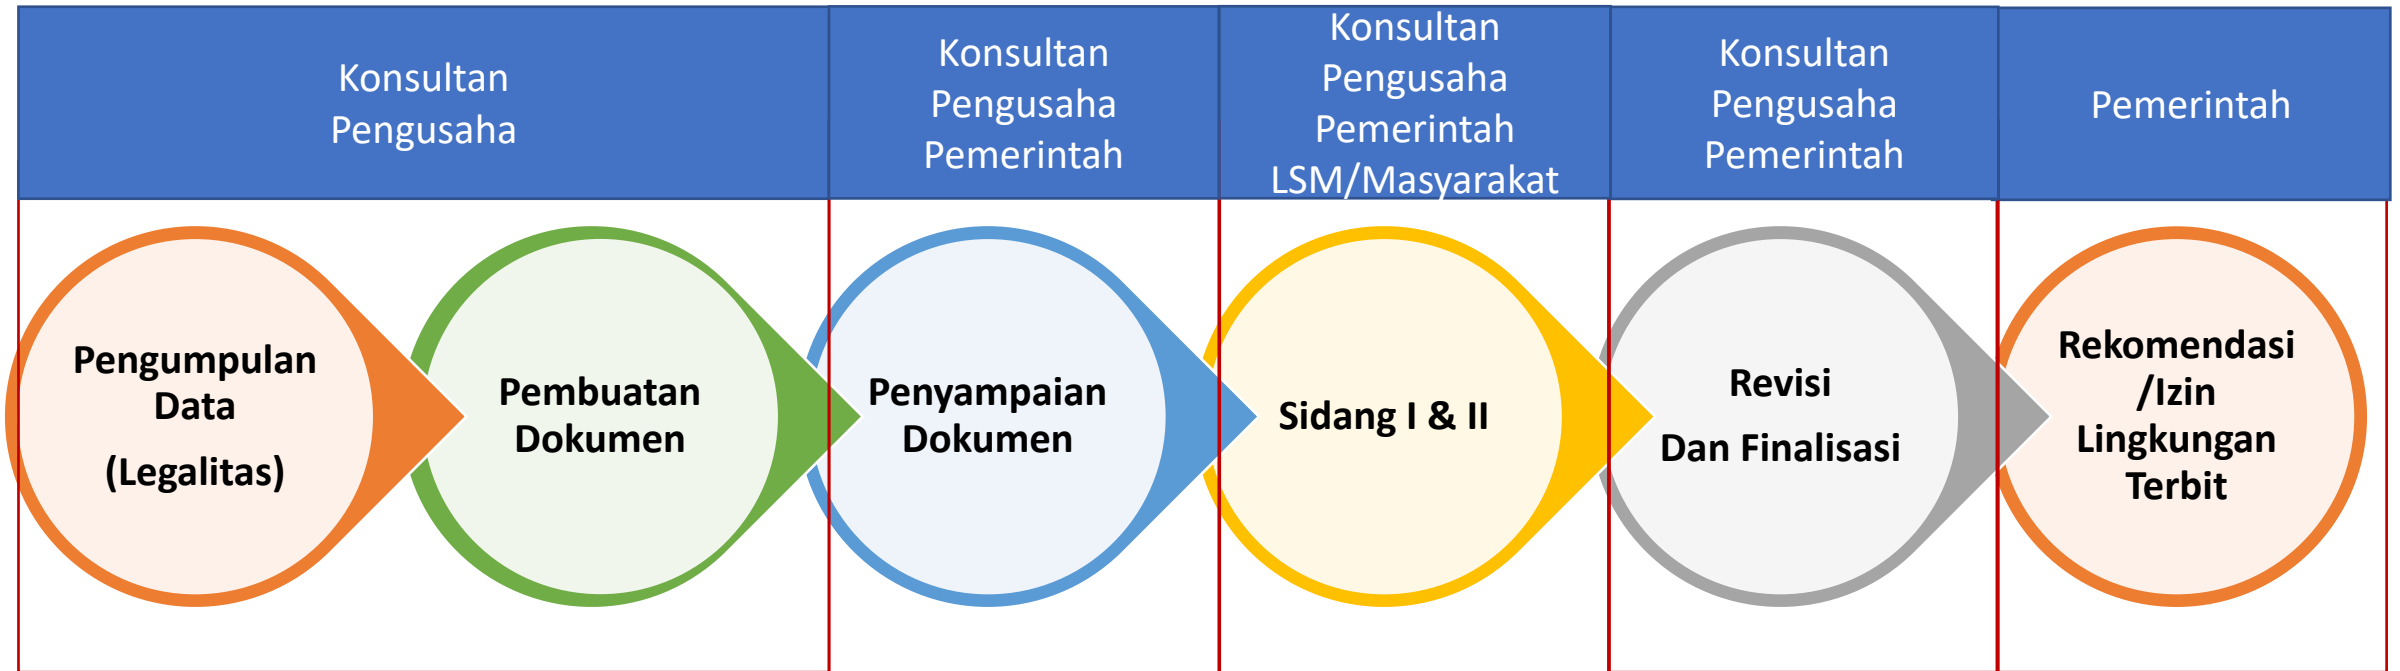 Konsultan
Pengusaha
Konsultan
Pengusaha
Pemerintah
Konsultan
Pengusaha
Pemerintah
LSM/Masyarakat
Konsultan
Pengusaha
Pemerintah
Pemerintah
Pengumpulan
Data
(Legalitas)
Pembuatan
Dokumen
Penyampaian
Dokumen
Sidang I & II
Revisi
Dan Finalisasi
Rekomendasi
/Izin
Lingkungan
Terbit